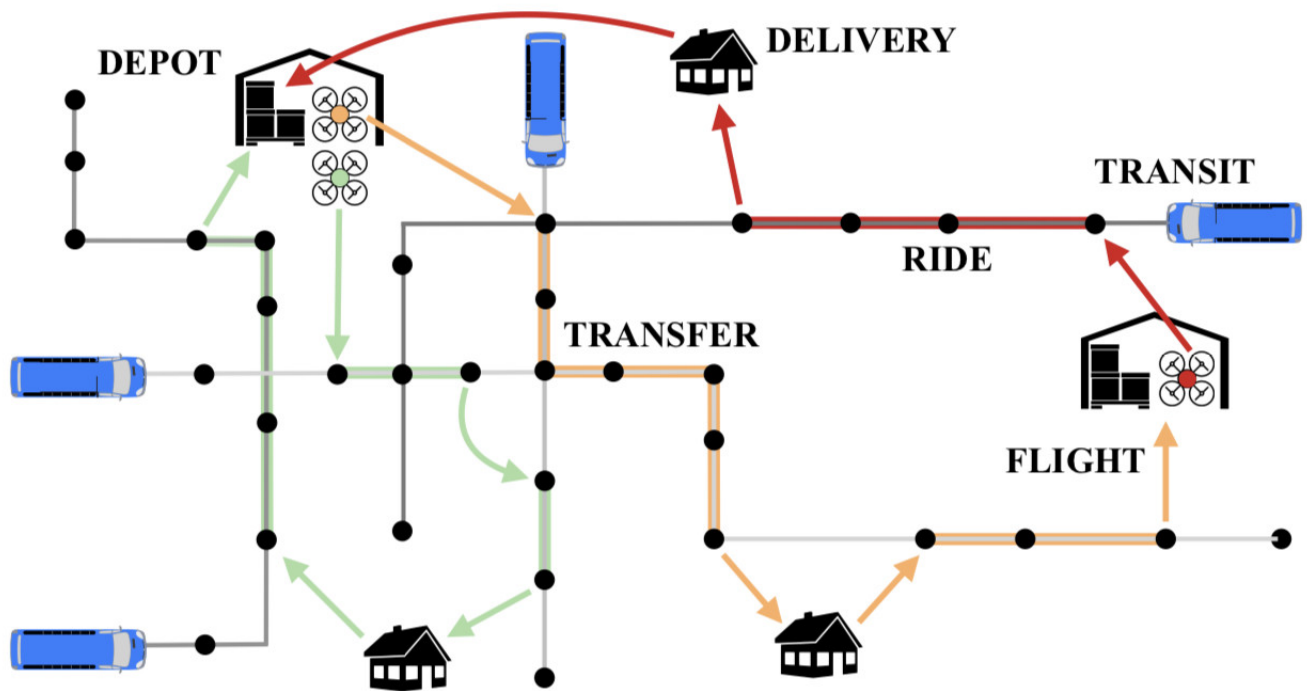 DELIVERY
DEPOT
TRANSIT
RIDE
TRANSFER
FLIGHT